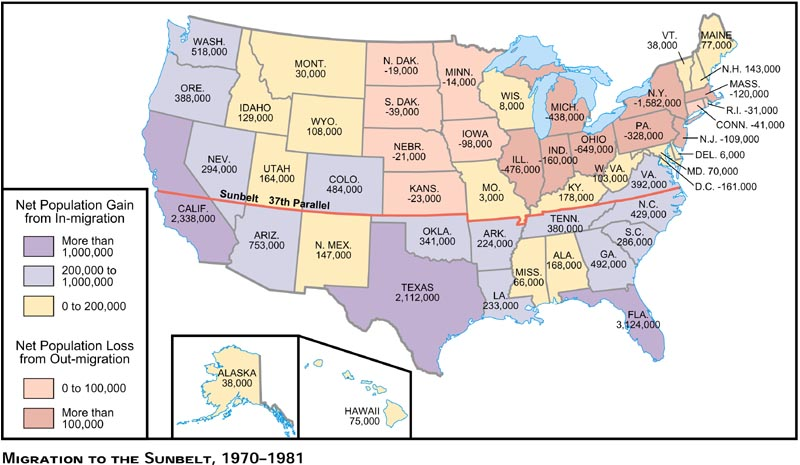 WASH.
518,000
ORE.
388,000
CALIF.
2,338,000
NEV.
294,000
IDAHO
129,000
MONT.
30,000
WYO.
108,000
UTAH
164,000
COLO.
484,000
ARIZ.
753,000
N. MEX.
147,000
N. DAK.
-19,000
S. DAK.
-39,000
NEBR.
-21,000
KANS.
-23,000
OKLA.
341,000
TEXAS
2,112,000
MINN.
-14,000
IOWA
-98,000
MO.
3,000
ARK.
224,000
LA.
233,000
WIS.
8,000
ILL.
-476,000
MICH.
-438,000
IND.
-160,000
OHIO
-649,000
KY.
178,000
TENN.
380,000
MISS.
66,000
ALA.
168,000
GA.
492,000
FLA.
3,124,000
S.C.
286,000
N.C.
429,000
VA.
392,000
W. VA.
103,000
PA.
-328,000
N.Y.
-1,582,000
VT.
38,000
MAINE
77,000
N.H. 143,000
MASS.
-120,000
R.I. -31,000
CONN. -41,000
N.J. -109,000
DEL. 6,000
MD. 70,000
D.C. -161,000
Sunbelt 37th Parallel
Net Population Gain
from In-migration
More than
1,000,000
200,000 to
1,000,000
0 to 200,000
Net Population Loss
from Out-migration
0 to 100,000
More than
100,000
ALASKA
38,000
HAWAII
75,000
MIGRATION TO THE SUNBELT, 1970–1981